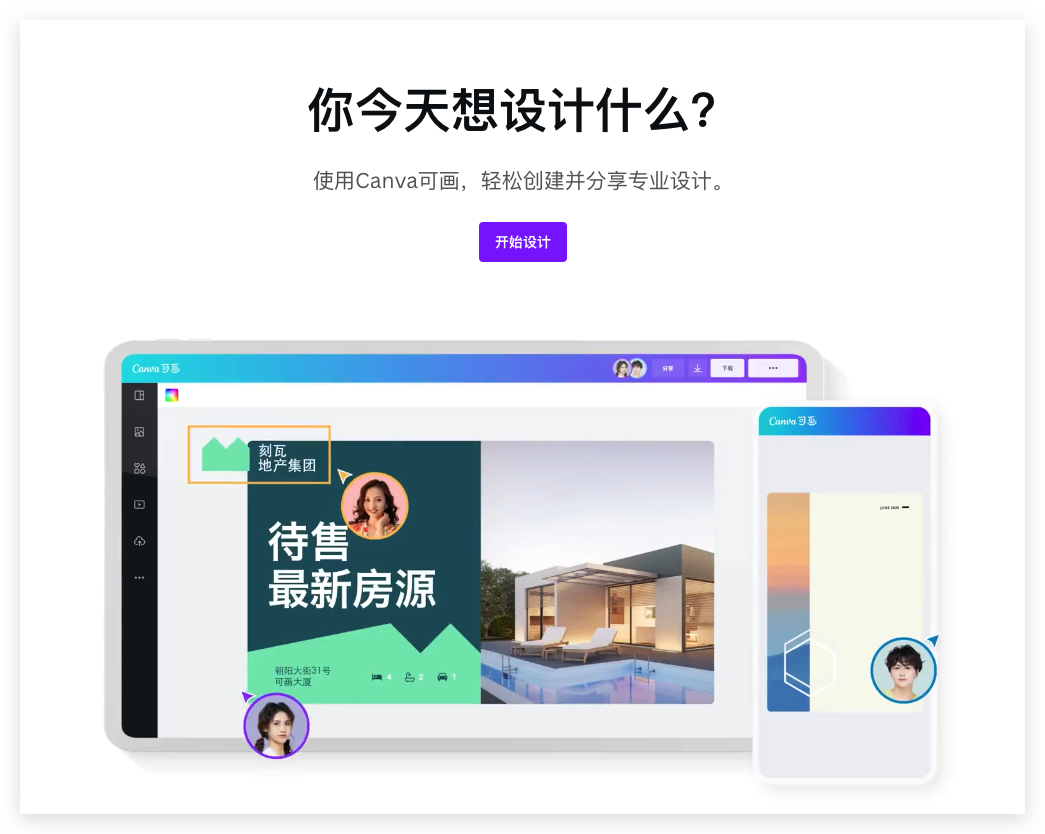 你今天想设计什么？
使用Canva可画，轻松创建并分享专业设计。
开始设计
Canva可画
分享
下载
刻瓦
地产集团
待售
最新房源
朝阳大街31号
可画大厦
4
2
1
Canva可画
JUNE 2020